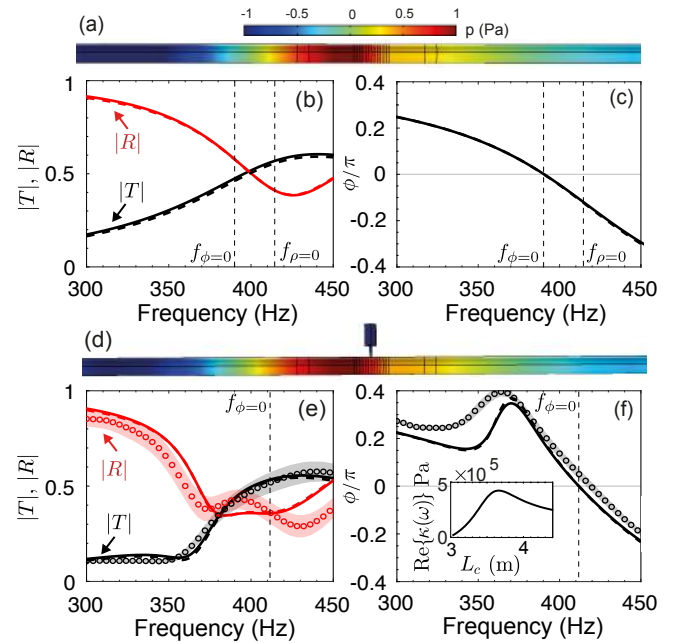 (a)
-1 -0.5 0 0.5 1
p (Pa)
(b)
|T|, |R|
1
0.5
0
|R|
|T|
f_{ϕ=0}
f_{ρ=0}
300 350 400 450
Frequency (Hz)
(c)
ϕ/π
0.4
0.2
0
-0.2
-0.4
f_{ϕ=0}
f_{ρ=0}
300 350 400 450
Frequency (Hz)
(d)
(e)
|T|, |R|
1
0.5
0
|R|
|T|
f_{ϕ=0}
300 350 400 450
Frequency (Hz)
(f)
ϕ/π
0.4
0.2
0
-0.2
-0.4
f_{ϕ=0}
×10^5
Re{κ(ω)} Pa
5
0
3 4
L_c (m)
300 350 400 450
Frequency (Hz)